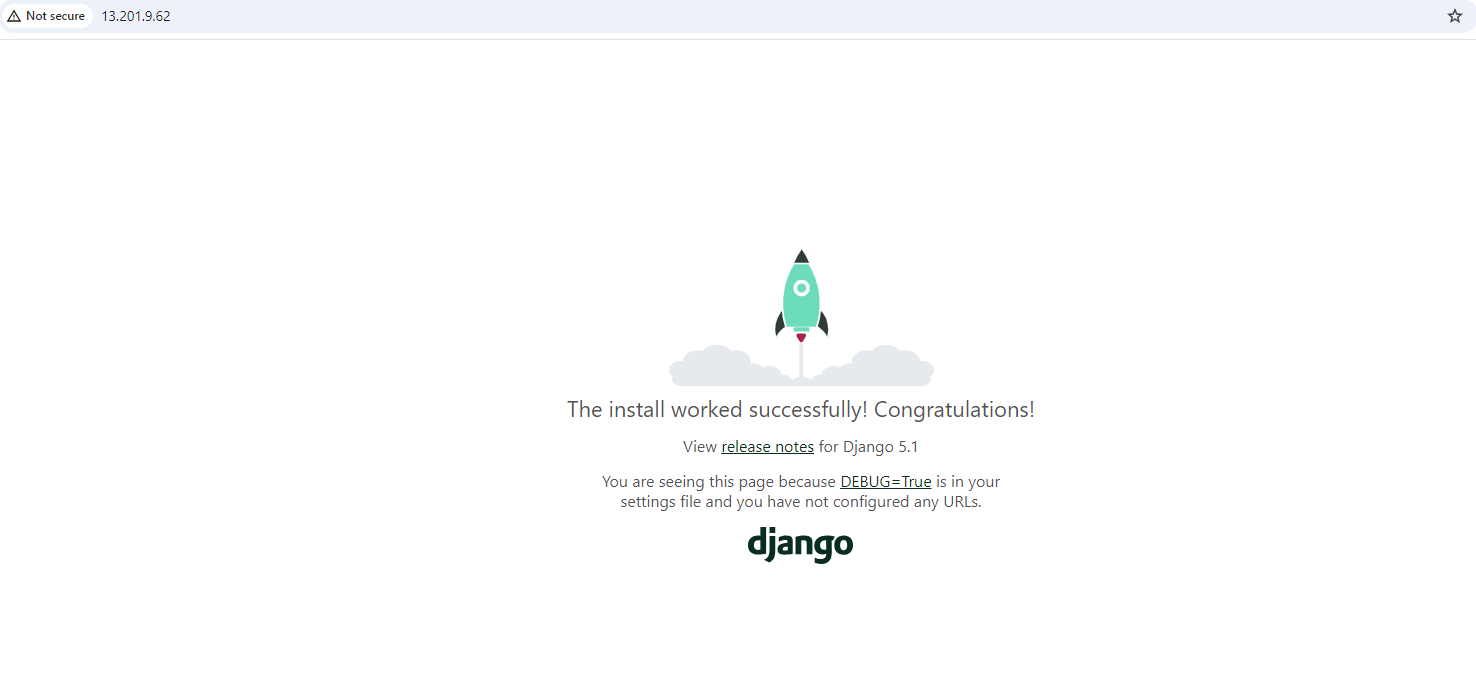 Not secure 13.201.9.62
The install worked successfully! Congratulations!
View release notes for Django 5.1
You are seeing this page because DEBUG=True is in your
settings file and you have not configured any URLs.
django